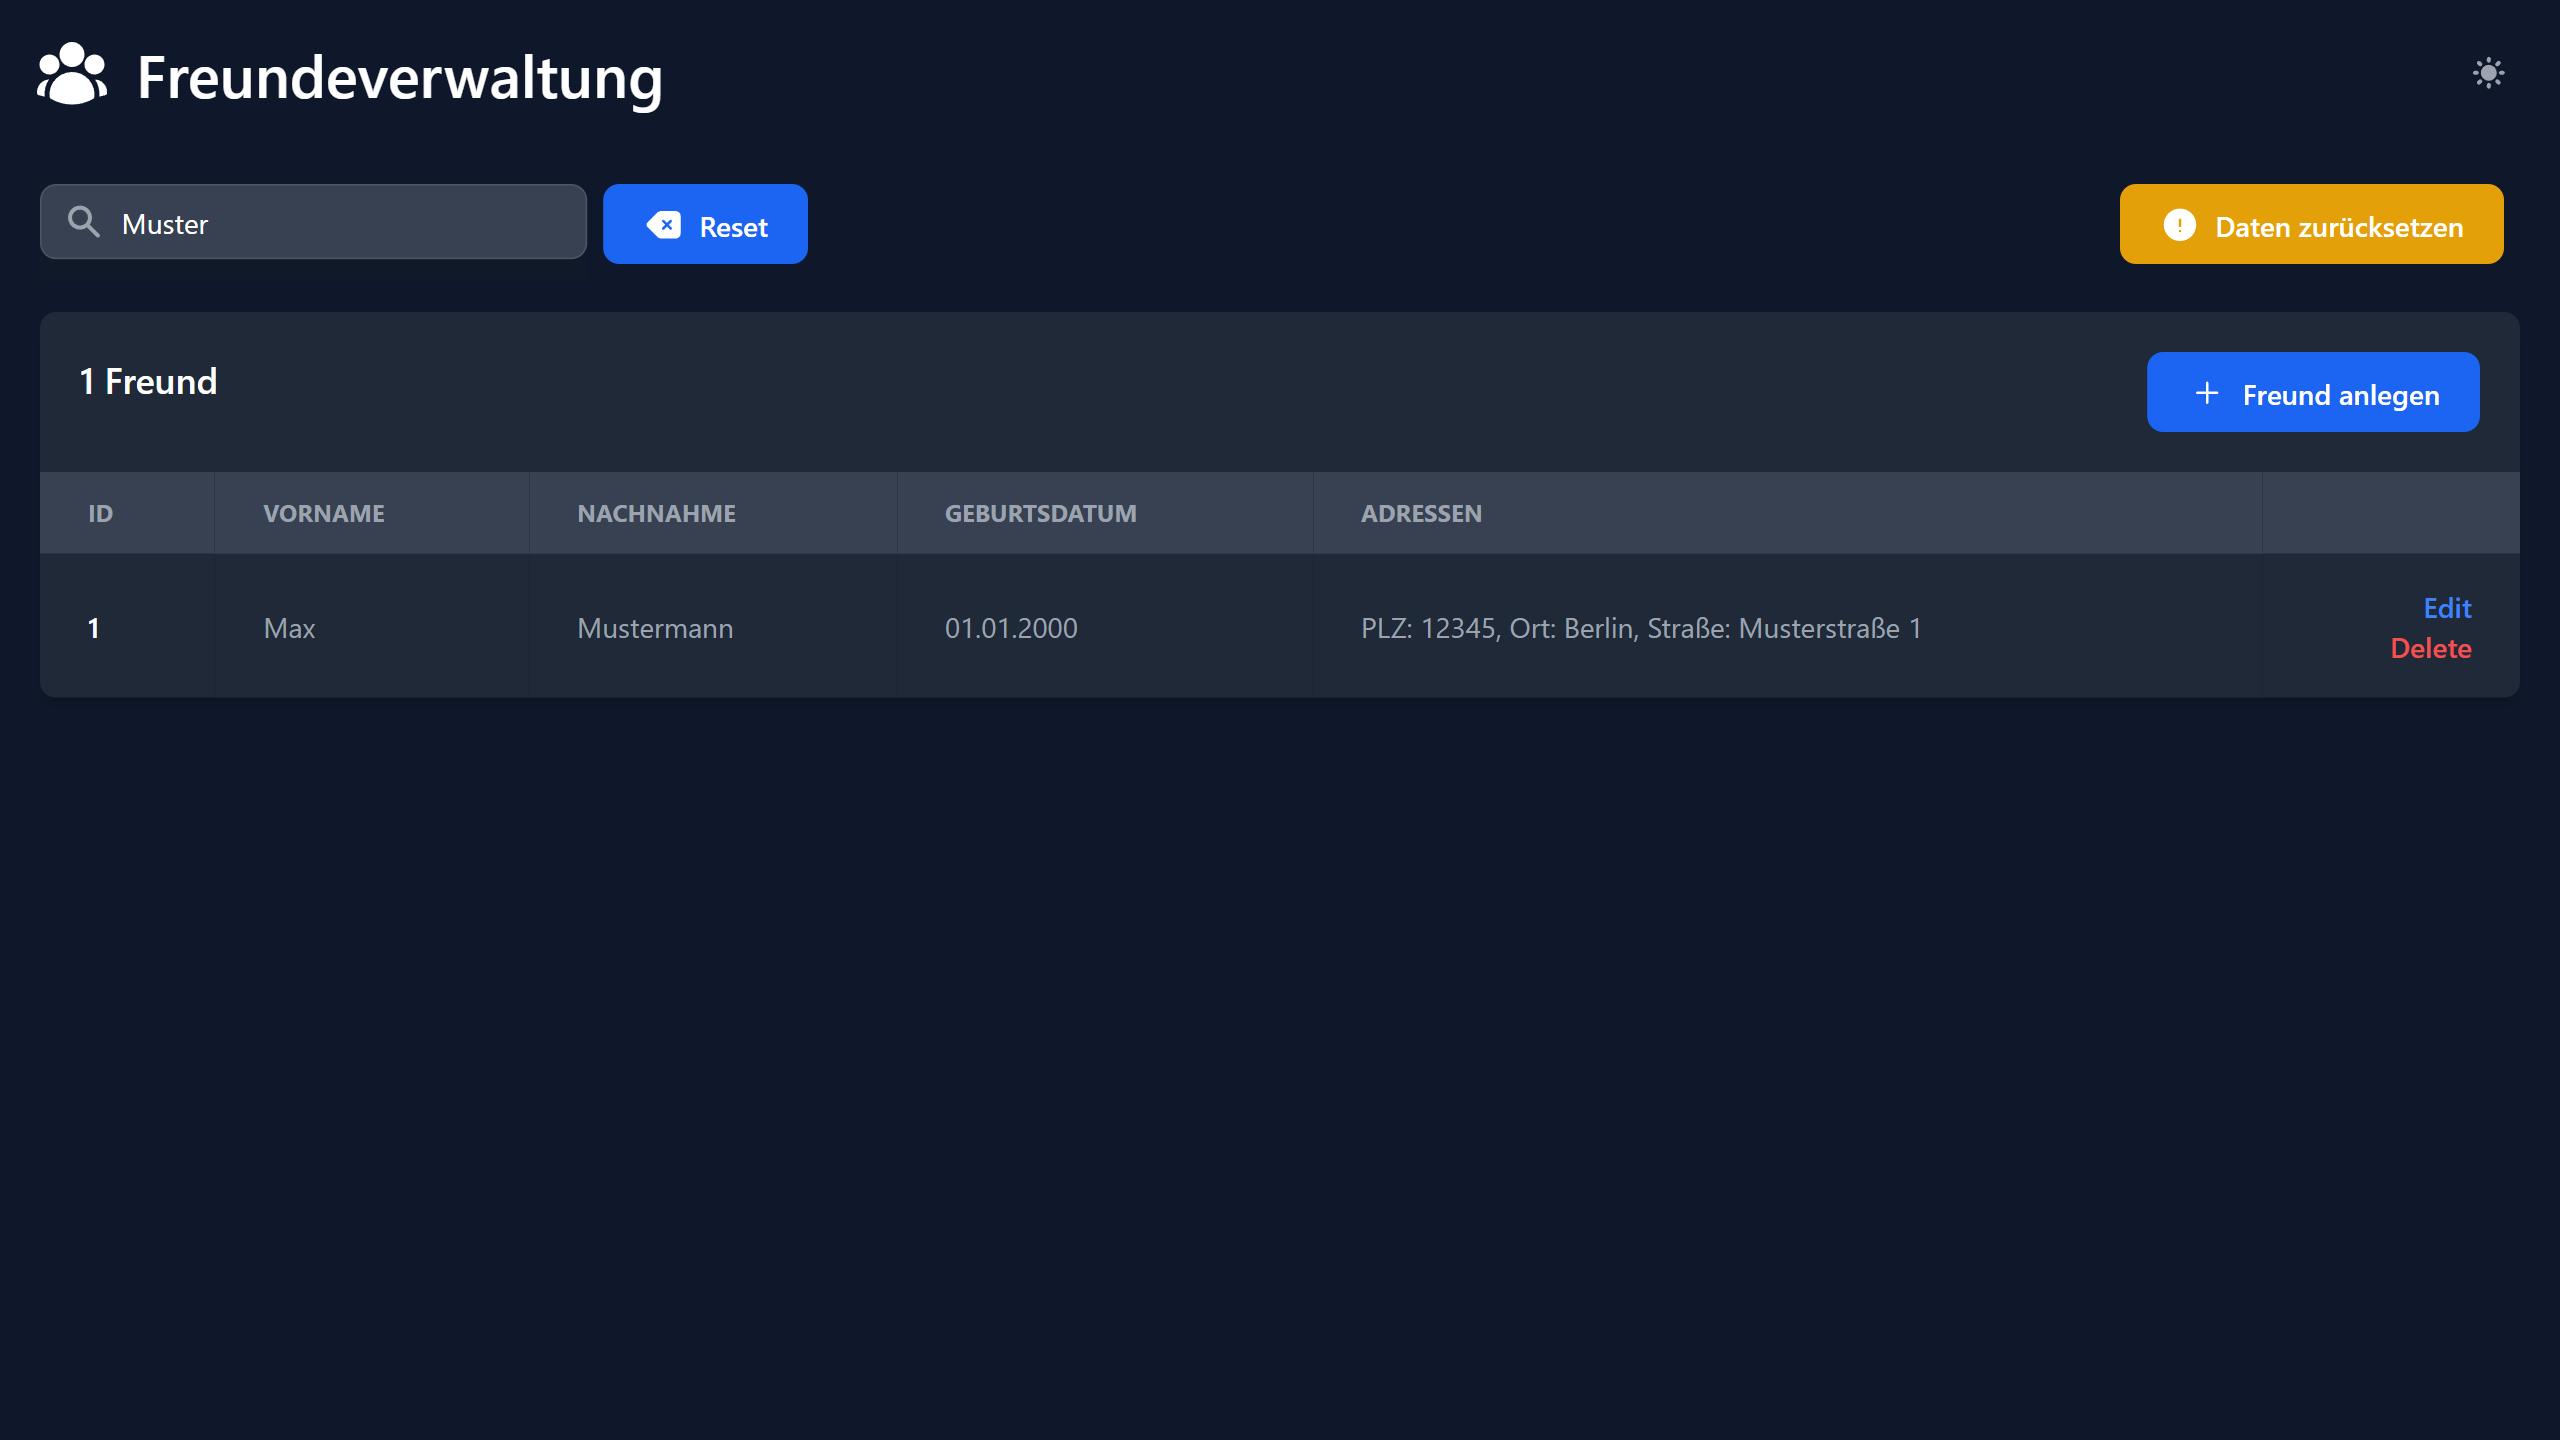 Freundeverwaltung
Muster
Reset
Daten zurücksetzen
1 Freund
Freund anlegen
ID VORNAME NACHNAHME GEBURTSDATUM ADRESSEN
1 Max Mustermann 01.01.2000 PLZ: 12345, Ort: Berlin, Straße: Musterstraße 1
Edit
Delete